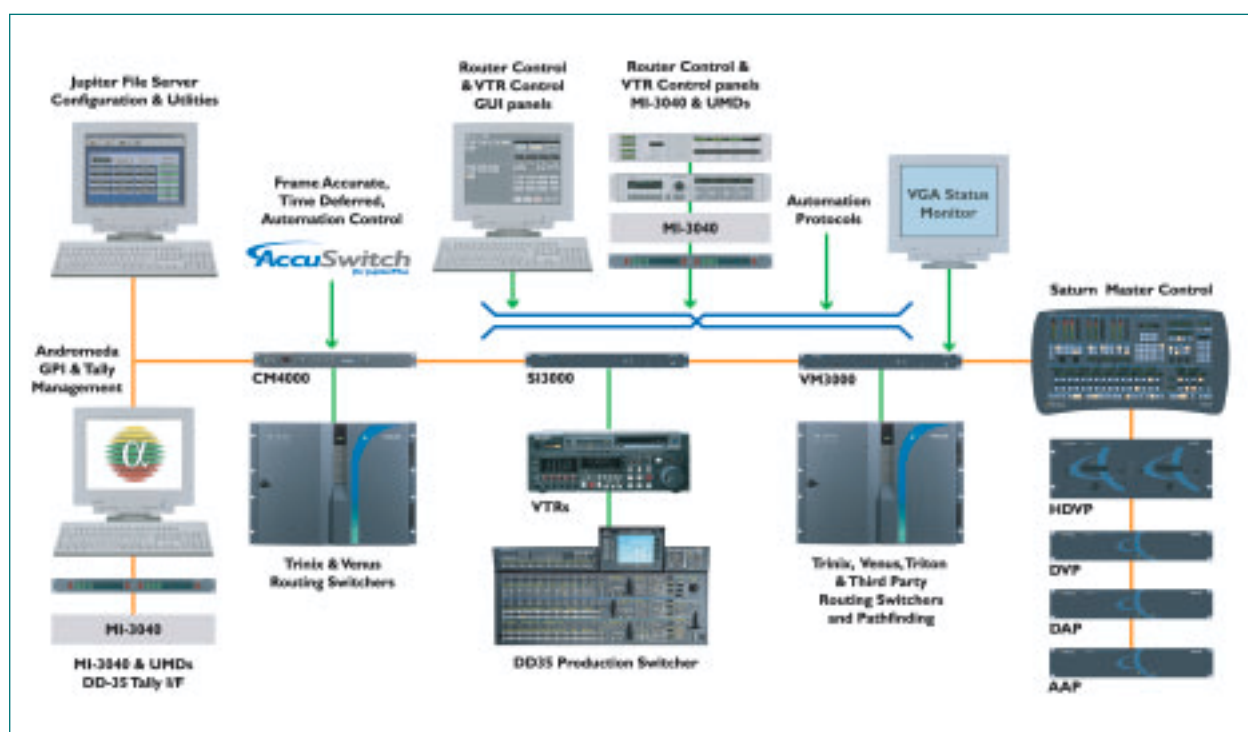 Jupiter File Server
Configuration & Utilities
Router Control
& VTR Control
GUI panels
Router Control &
VTR Control panels
MI-3040 & UMDs
Frame Accurate,
Time Deferred,
Automation Control
AccuSwitch
by JupiterPlus
MI-3040
Automation
Protocols
VGA Status
Monitor
Saturn Master Control
Andromeda
GPI & Tally
Management
CM4000
SI3000
VM3000
α
VTRs
HDVP
Trinix & Venus
Routing Switchers
Trinix, Venus, Triton
& Third Party
Routing Switchers
and Pathfinding
DVP
DAP
MI-3040
MI-3040 & UMDs
DD-35 Tally I/F
DD35 Production Switcher
AAP